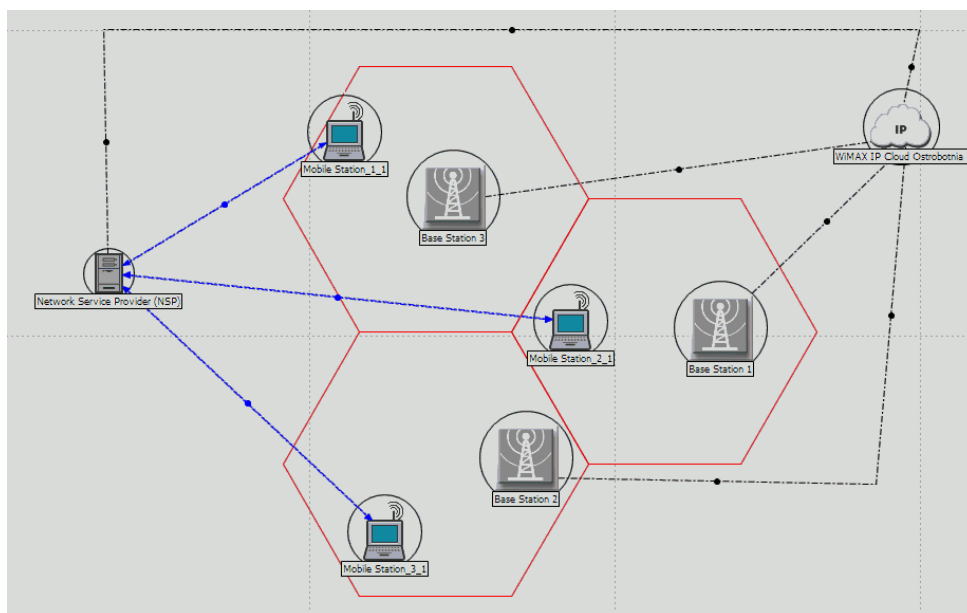 Mobile Station_1_1
IP
WiMAX IP Cloud Ostrobotnia
Base Station 3
Network Service Provider (NSP)
Mobile Station_2_1
Base Station 1
Base Station 2
Mobile Station_3_1